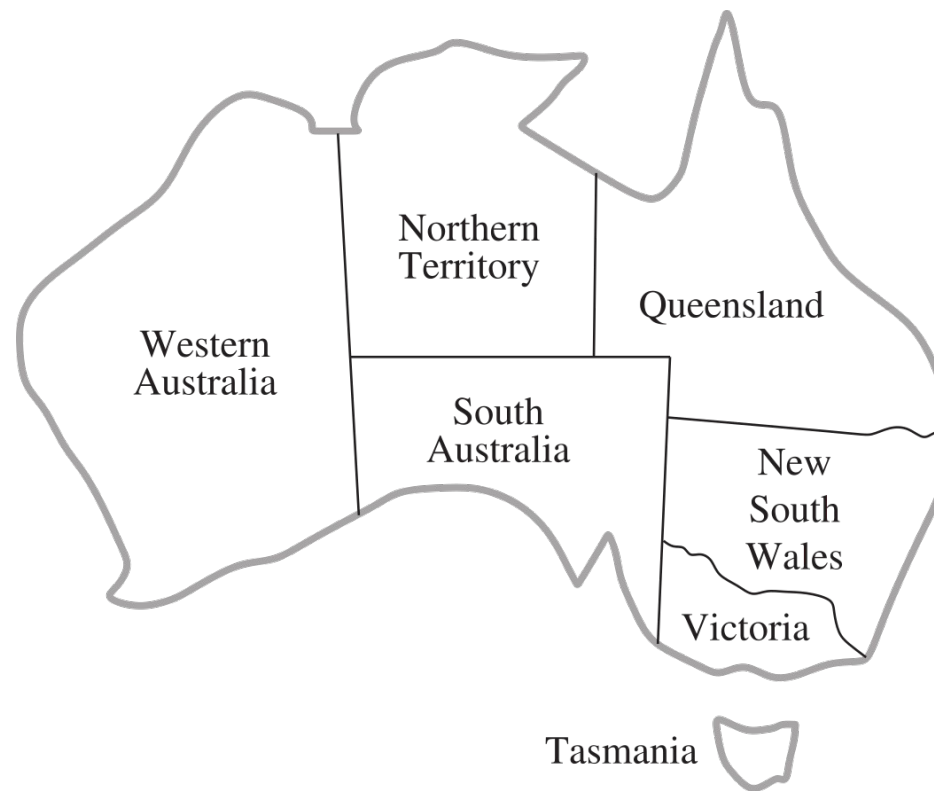 Northern
Territory
Queensland
Western
Australia
South
Australia
New
South
Wales
Victoria
Tasmania